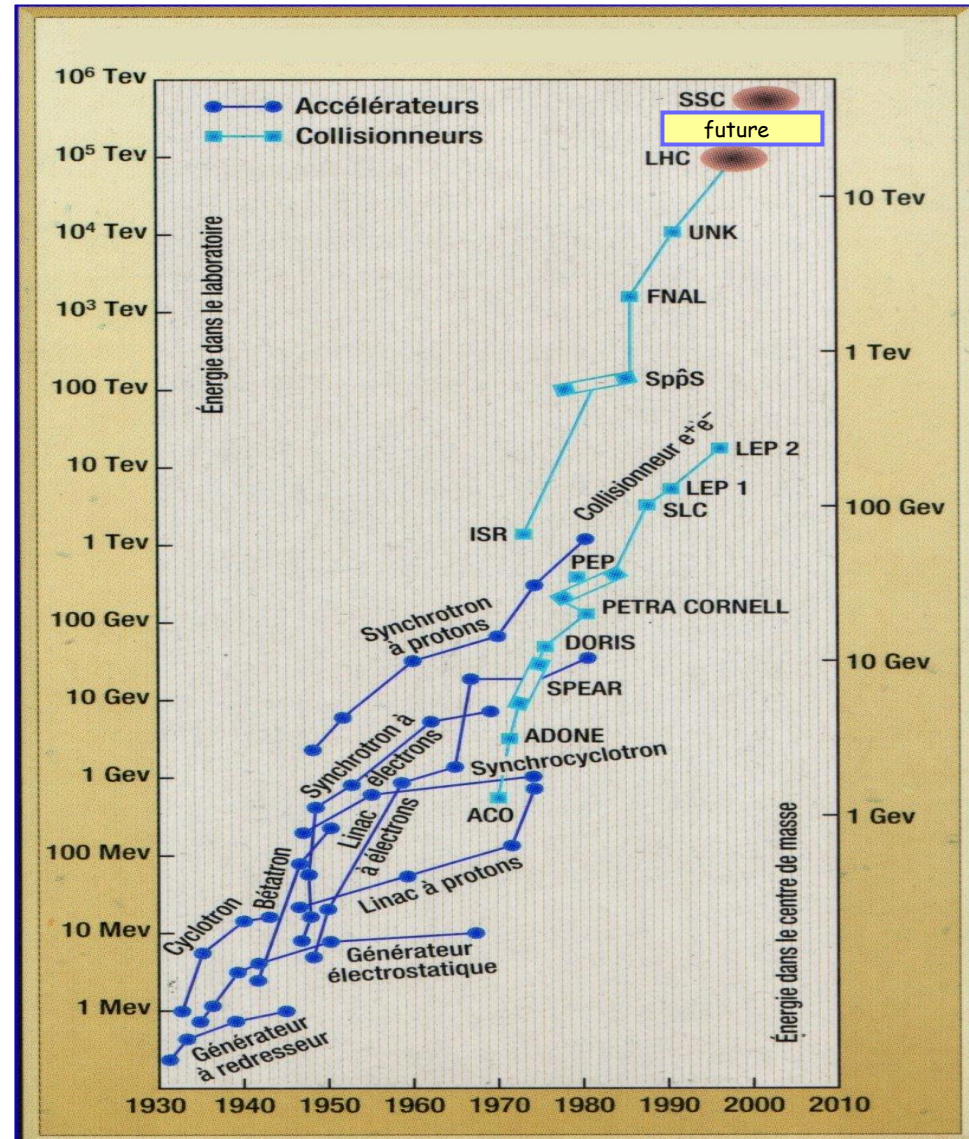 10⁶ Tev
10⁵ Tev
10⁴ Tev
10³ Tev
100 Tev
10 Tev
1 Tev
100 Gev
10 Gev
1 Gev
100 Mev
10 Mev
1 Mev
Énergie dans le laboratoire
Accélérateurs
Collisionneurs
SSC
future
LHC
UNK
FNAL
Spp̂S
Collisionneur e⁺e⁻
LEP 2
LEP 1
SLC
ISR
PEP
PETRA CORNELL
Synchrotron
à protons
DORIS
SPEAR
ADONE
Synchrotron à
électrons
Synchrocyclotron
ACO
Linac
à électrons
Linac à protons
Bétatron
Cyclotron
Générateur
électrostatique
Générateur
à redresseur
10 Tev
1 Tev
100 Gev
10 Gev
1 Gev
Énergie dans le centre de masse
1930 1940 1950 1960 1970 1980 1990 2000 2010